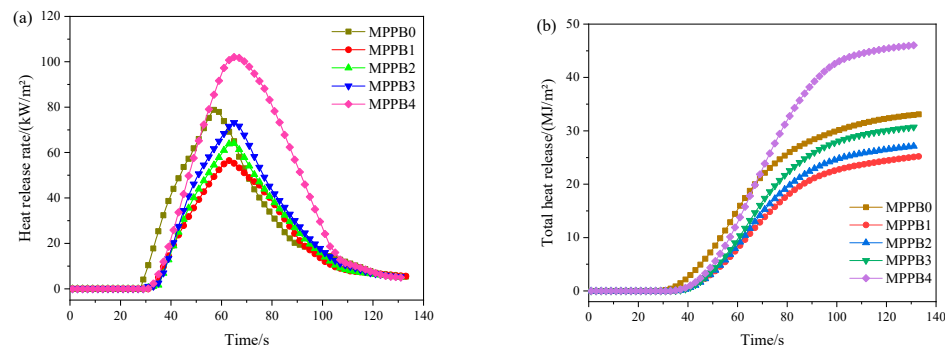 (a)
120
100
80
60
40
20
0
Heat release rate/(kW/m²)
MPPB0
MPPB1
MPPB2
MPPB3
MPPB4
0 20 40 60 80 100 120 140
Time/s
(b)
50
40
30
20
10
0
Total heat release/(MJ/m²)
MPPB0
MPPB1
MPPB2
MPPB3
MPPB4
0 20 40 60 80 100 120 140
Time/s